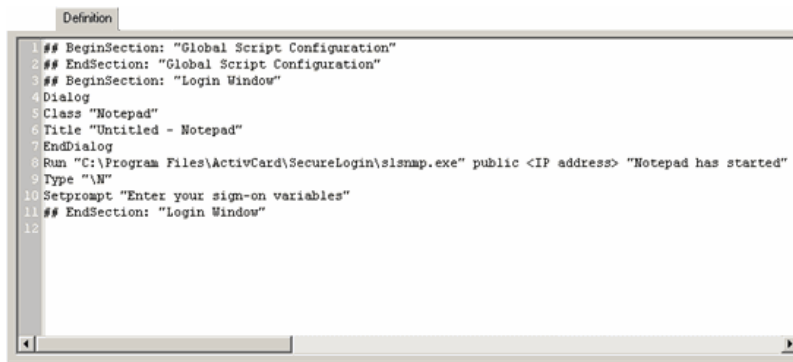 Definition
1 ## BeginSection: "Global Script Configuration"
2 ## EndSection: "Global Script Configuration"
3 ## BeginSection: "Login Window"
4 Dialog
5 Class "Notepad"
6 Title "Untitled - Notepad"
7 EndDialog
8 Run "C:\Program Files\ActivCard\SecureLogin\slsnmp.exe" public <IP address> "Notepad has started"
9 Type "\N"
10 Setprompt "Enter your sign-on variables"
11 ## EndSection: "Login Window"
12